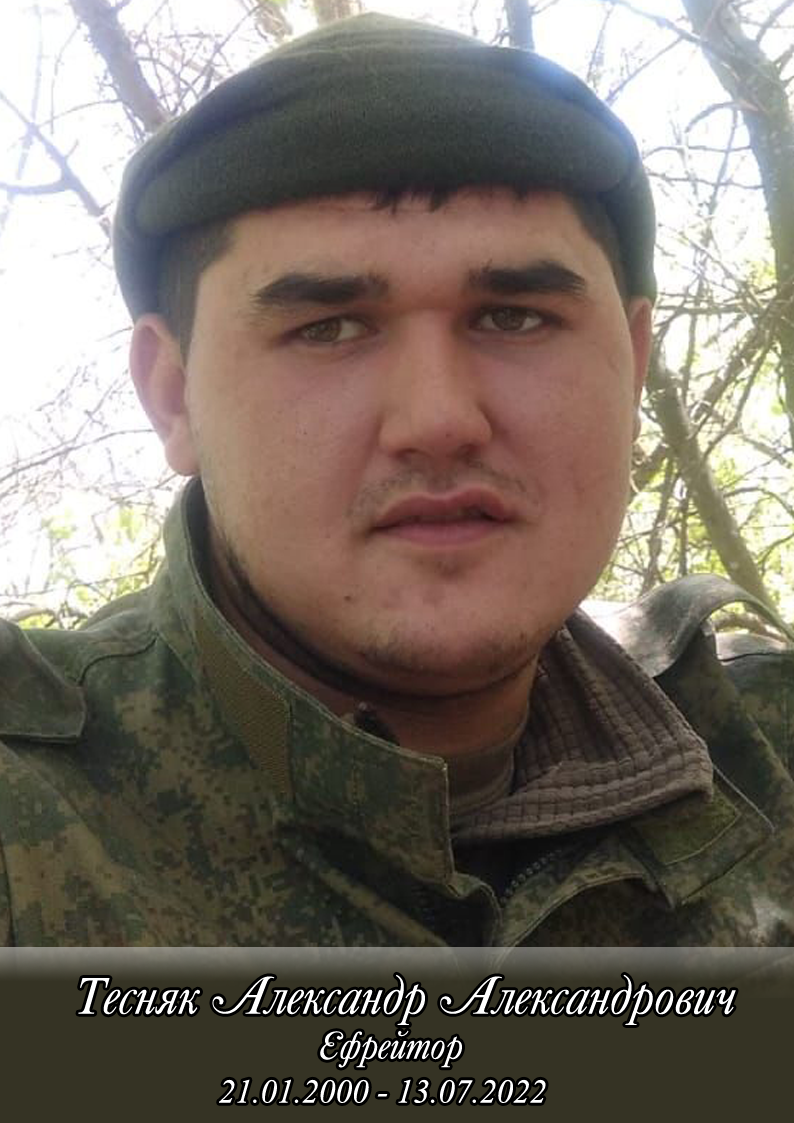 Тесняк Александр Александрович
Ефрейтор
21.01.2000 - 13.07.2022